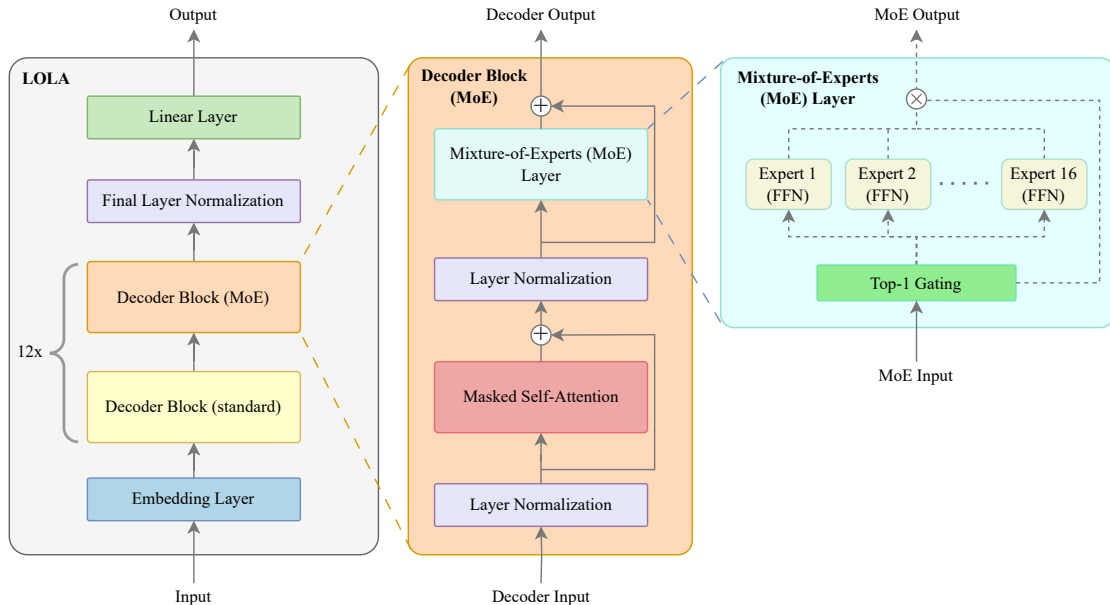 Output
LOLA
Linear Layer
Final Layer Normalization
Decoder Block (MoE)
12x
Decoder Block (standard)
Embedding Layer
Input
Decoder Output
Decoder Block
(MoE)
Mixture-of-Experts (MoE)
Layer
Layer Normalization
Masked Self-Attention
Layer Normalization
Decoder Input
MoE Output
Mixture-of-Experts
(MoE) Layer
Expert 1
(FFN)
Expert 2
(FFN)
Expert 16
(FFN)
Top-1 Gating
MoE Input